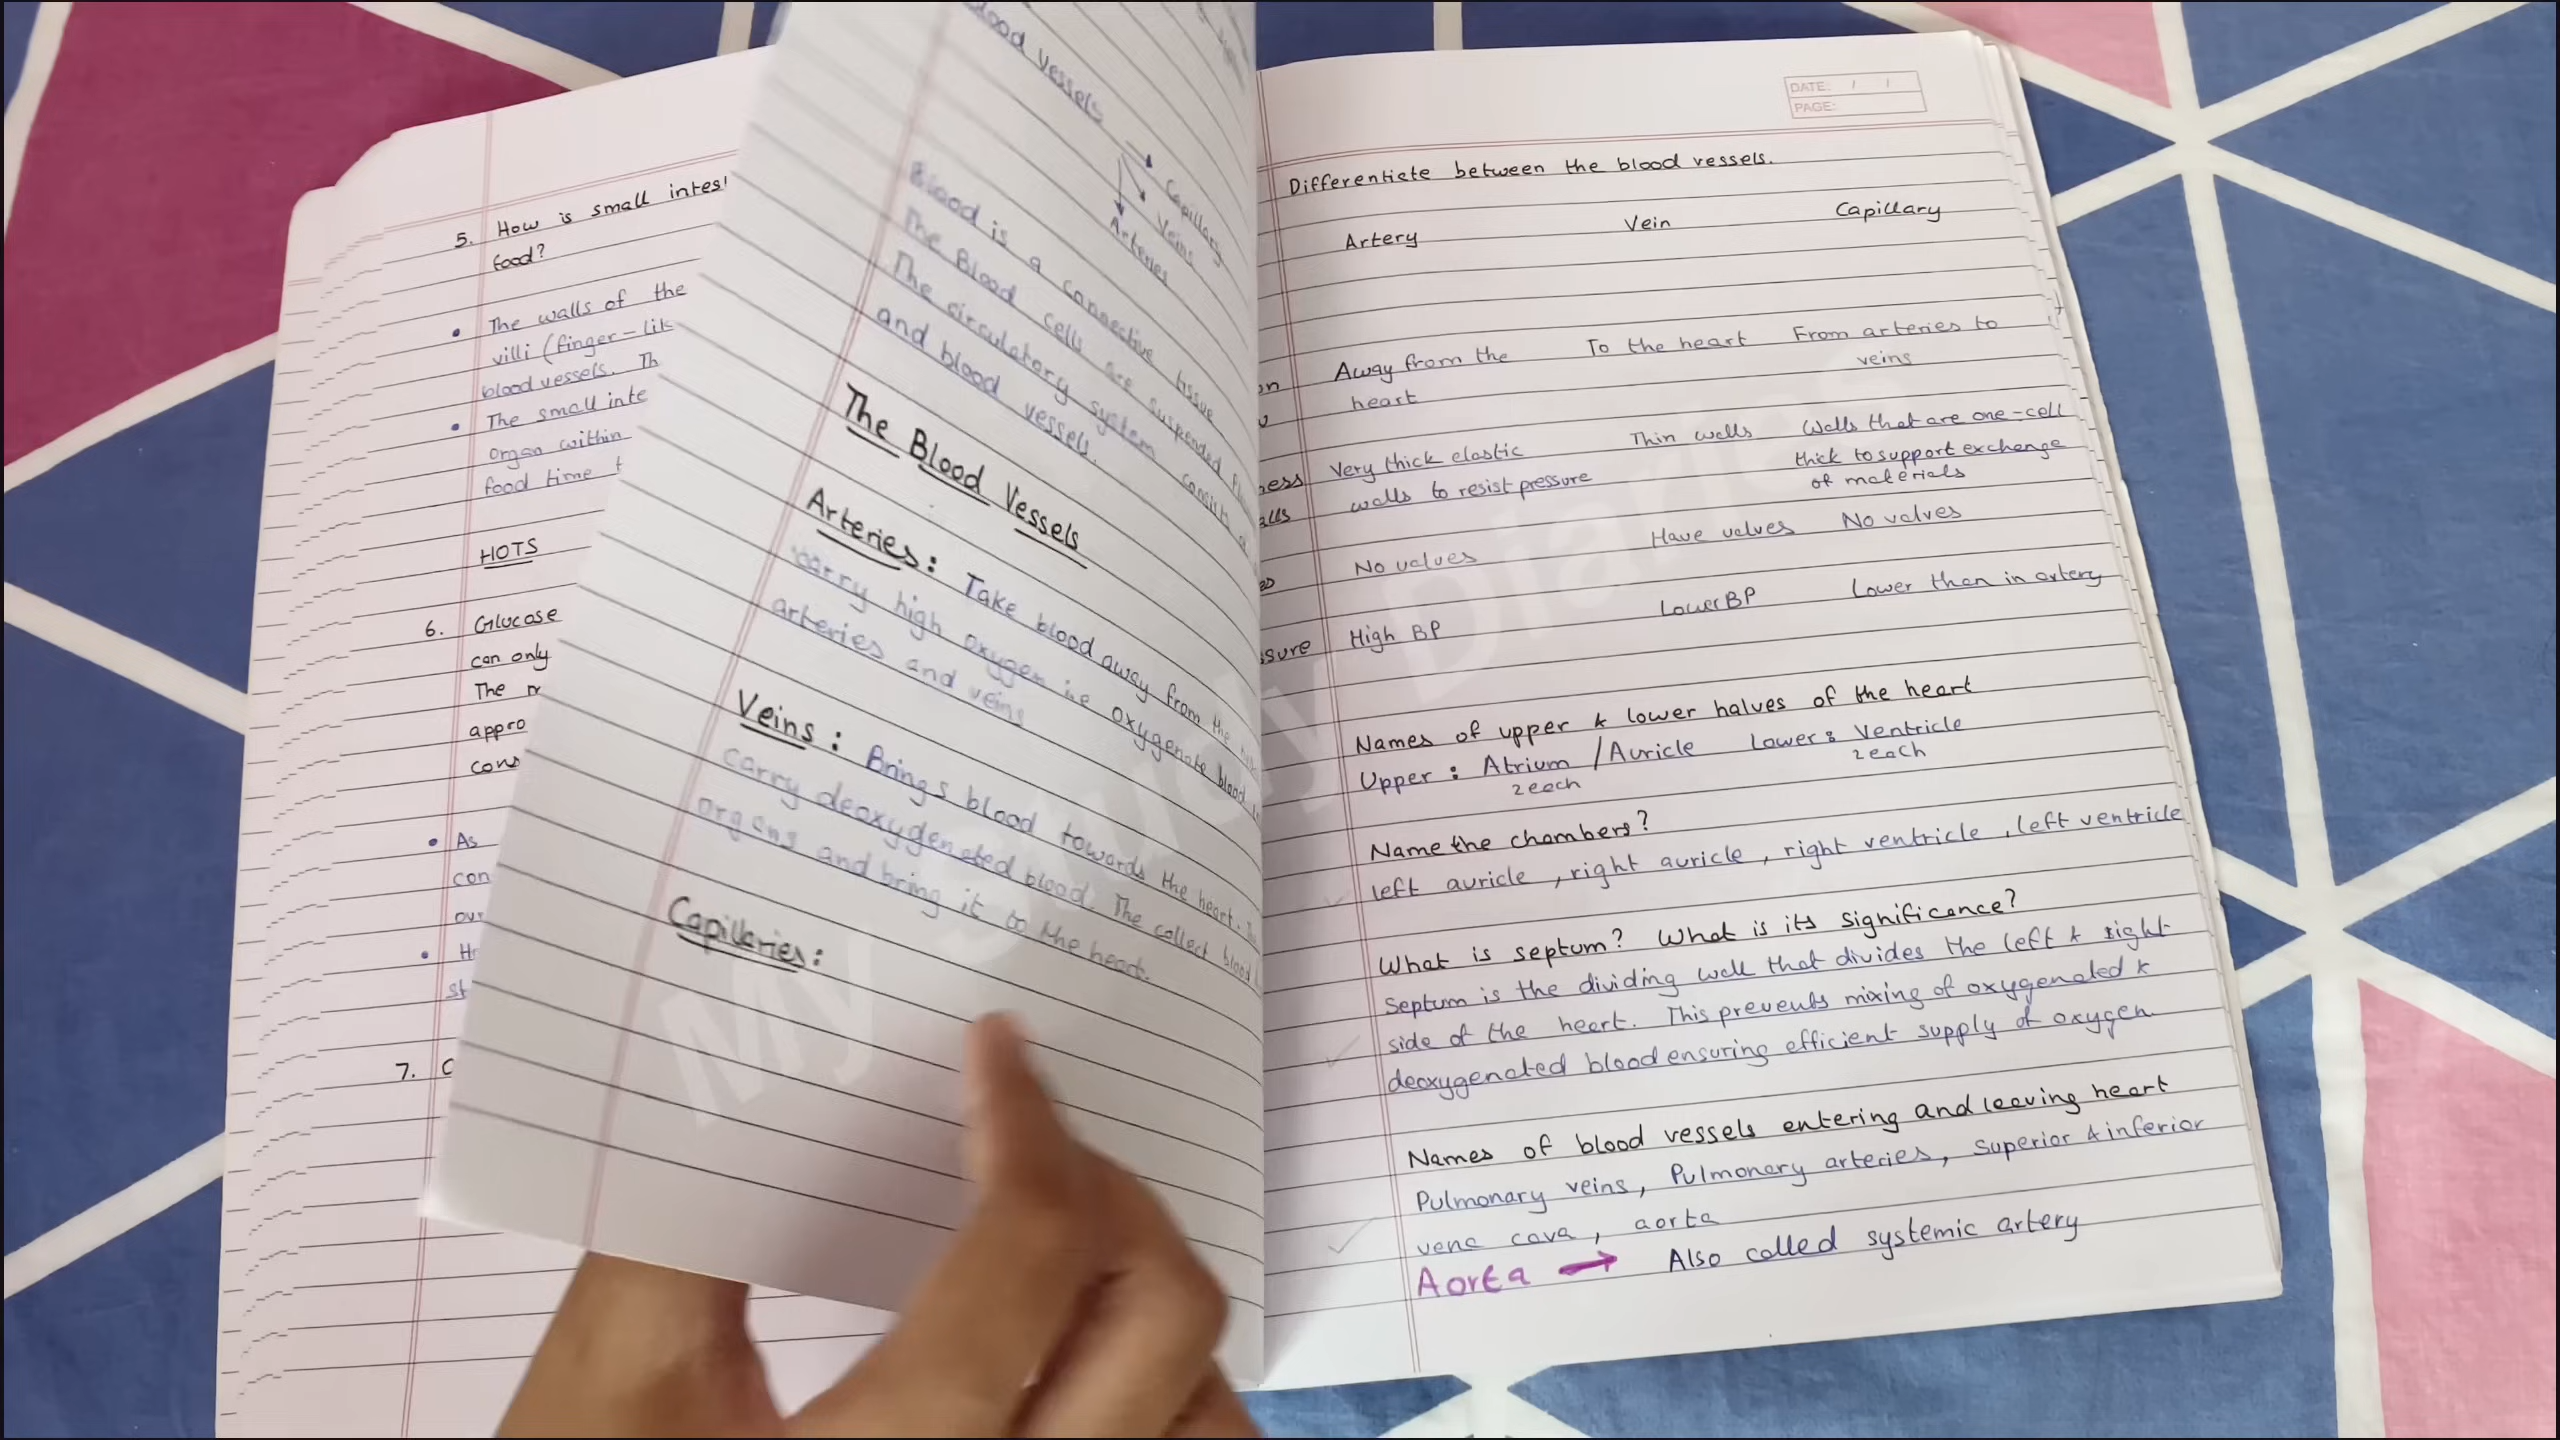 5. How is small
food?
• The walls of the
villi (finger-
blood vessels.
• The small
organ within
food time
HOTS
6. Glucose
can only
The
• As
7.
Blood Vessels
Capillary
Veins
Arteries
Blood is a connective tissue
The Blood cells are suspended
The circulatory system consists
and blood vessels.
The Blood Vessels
Arteries: Take blood away from the
carry high oxygen i.e oxygenate blood
arteries and veins
Veins: Brings blood towards the heart.
carry deoxygenated blood. The collect blood
organs and bring it to the heart.
Capillaries:
DATE: / /
PAGE:
Differentiate between the blood vessels.
Artery Vein Capillary
Away from the To the heart From arteries to
heart veins
Very thick elastic Thin walls Walls that are one-cell
walls to resist pressure thick to support exchange
of materials
No valves Have valves No valves
High BP Lower BP Lower than in artery
Names of upper & lower halves of the heart
Upper: Atrium /Auricle Lower: Ventricle
2 each 2 each
Name the chambers?
left auricle, right auricle, right ventricle, left ventricle
What is septum? What is its significance?
Septum is the dividing wall that divides the left & right
side of the heart. This prevents mixing of oxygenated &
deoxygenated blood ensuring efficient supply of oxygen
Names of blood vessels entering and leaving heart
Pulmonary veins, Pulmonary arteries, Superior & inferior
vena cava, aorta
Aorta → Also called systemic artery
My Study Diaries